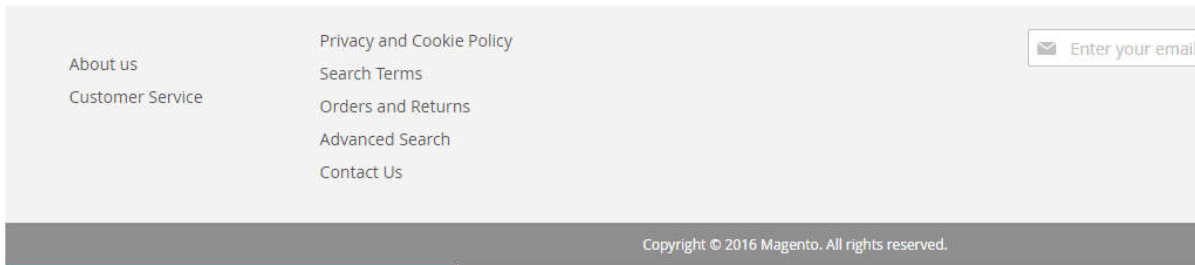 About us
Customer Service
Privacy and Cookie Policy
Search Terms
Orders and Returns
Advanced Search
Contact Us
Enter your email
Copyright © 2016 Magento. All rights reserved.